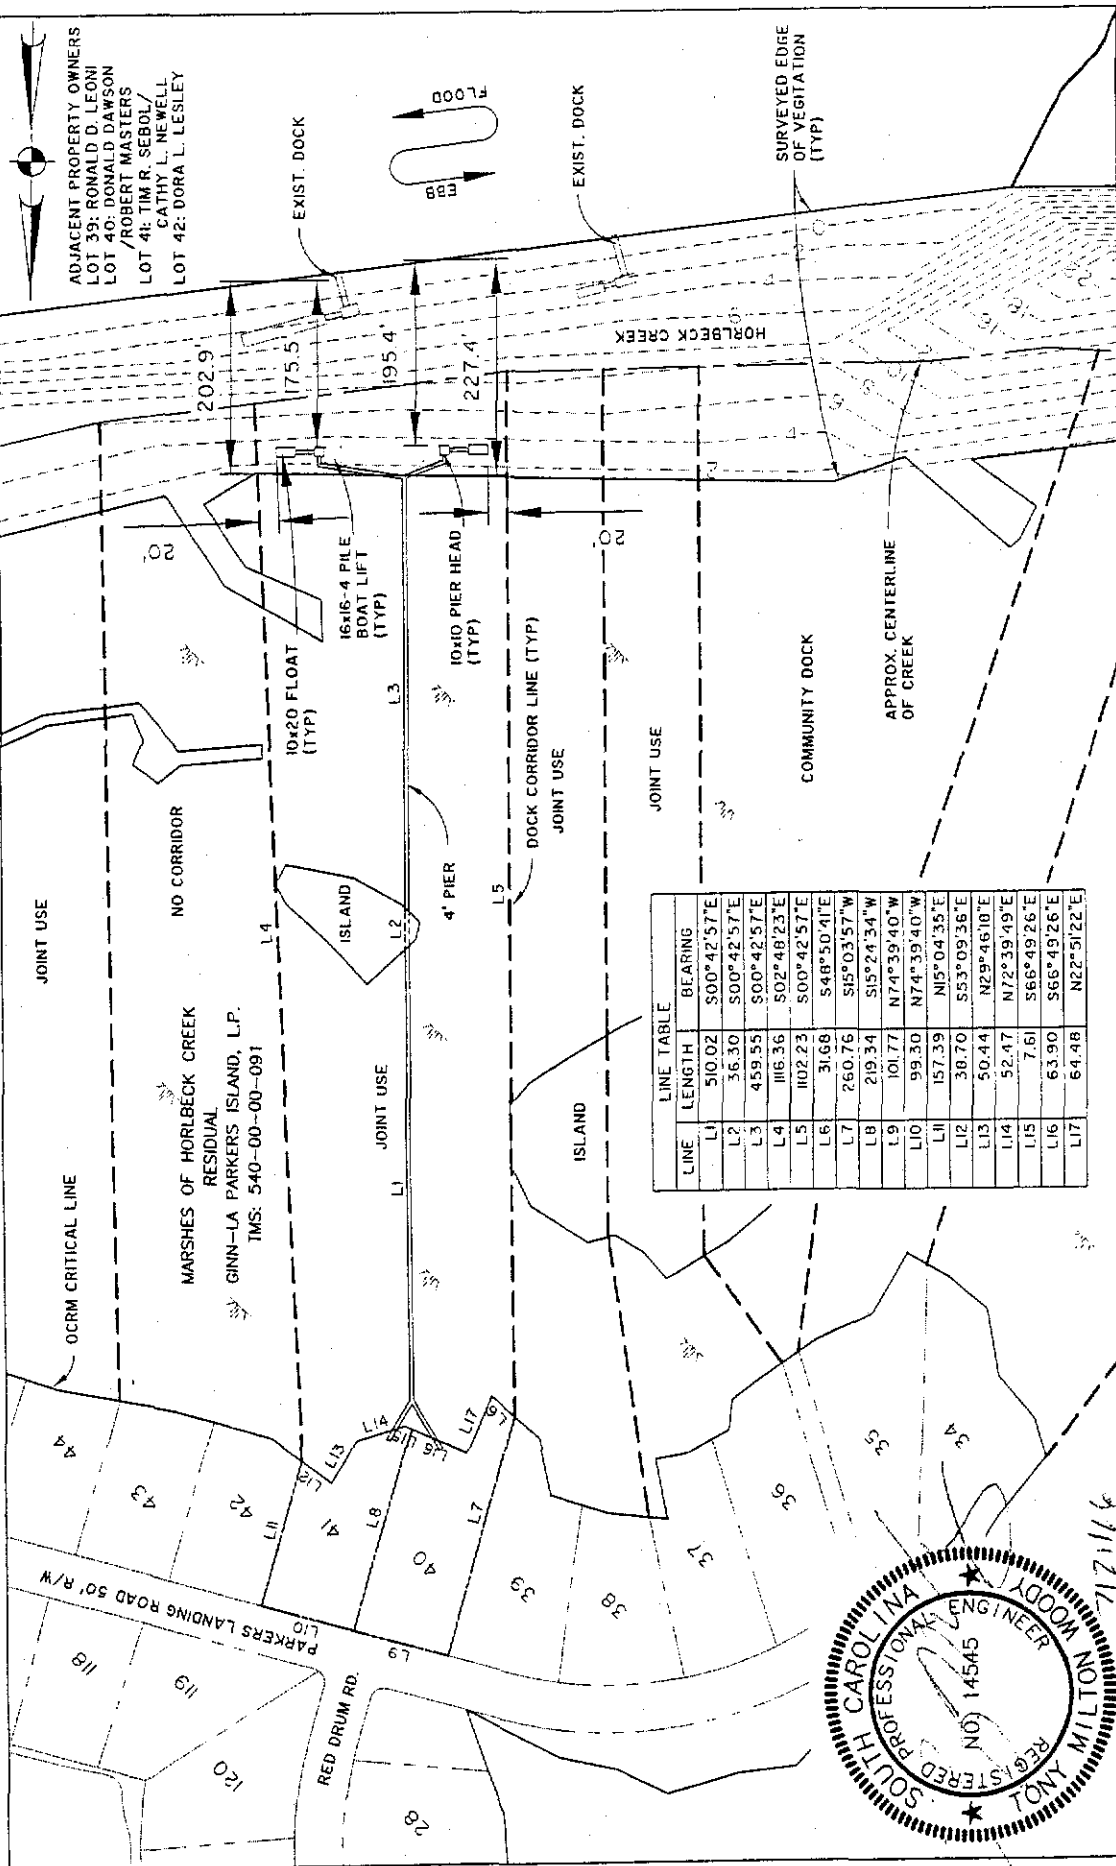 ADJACENT PROPERTY OWNERS
LOT 39: RONALD D. LEONI
LOT 40: DONALD DAWSON
/ROBERT MASTERS
LOT 41: TIM R. SEBOL/
CATHY L. NEWELL
LOT 42: DORA L. LESLEY
EXIST. DOCK
FLOOD
EBB
EXIST. DOCK
SURVEYED EDGE
OF VEGITATION
(TYP)
202.9'
175.5'
195.4'
227.4'
HORLBECK CREEK
20'
20'
10x20 FLOAT
(TYP)
16x16-4 PILE
BOAT LIFT
(TYP)
10x10 PIER HEAD
(TYP)
L3
DOCK CORRIDOR LINE (TYP)
JOINT USE
JOINT USE
COMMUNITY DOCK
APPROX. CENTERLINE
OF CREEK
JOINT USE
NO CORRIDOR
L4
ISLAND
L2
4' PIER
L5
OCRM CRITICAL LINE
MARSHES OF HORLBECK CREEK
RESIDUAL
GINN-LA PARKERS ISLAND, L.P.
TMS: 540-00-00-091
JOINT USE
L1
ISLAND
LINE TABLE
LINE LENGTH BEARING
L1 510.02 S00°42'57"E
L2 36.30 S00°42'57"E
L3 459.55 S00°42'57"E
L4 1116.36 S02°48'23"E
L5 1102.23 S00°42'57"E
L6 31.68 S48°50'41"E
L7 260.76 S15°03'57"W
L8 219.34 S15°24'34"W
L9 101.77 N74°39'40"W
L10 99.30 N74°39'40"W
L11 157.39 N15°04'35"E
L12 38.70 S53°09'36"E
L13 50.44 N29°46'18"E
L14 52.47 N72°39'49"E
L15 7.61 S66°49'26"E
L16 63.90 S66°49'26"E
L17 64.48 N22°51'22"E
44
43
42
L11
L12
L13
L14
L15
L16
L17
L6
41
L8
40
L7
39
38
37
36
35
34
PARKERS LANDING ROAD 50' R/W
L10
L9
118
119
120
RED DRUM RD.
28
SOUTH CAROLINA
REGISTERED PROFESSIONAL ENGINEER
NO. 14545
TONY MILTON WOODY